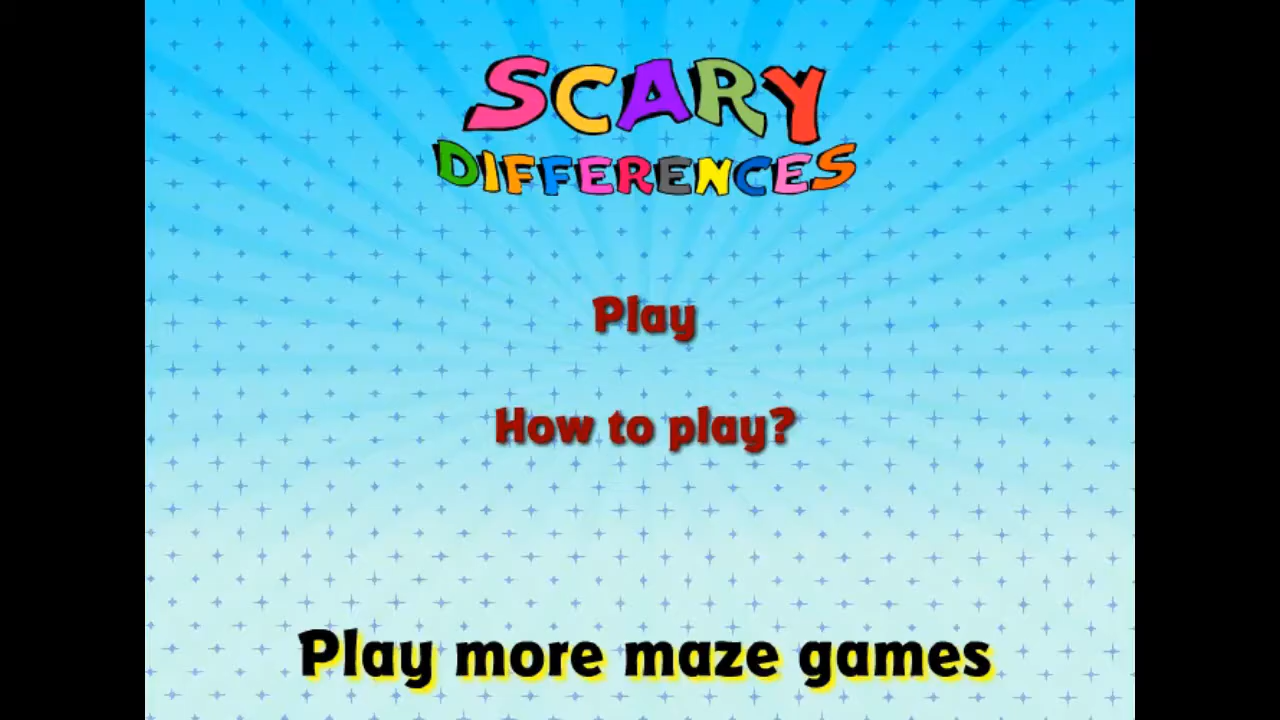 SCARY
DIFFERENCES
Play
How to play?
Play more maze games